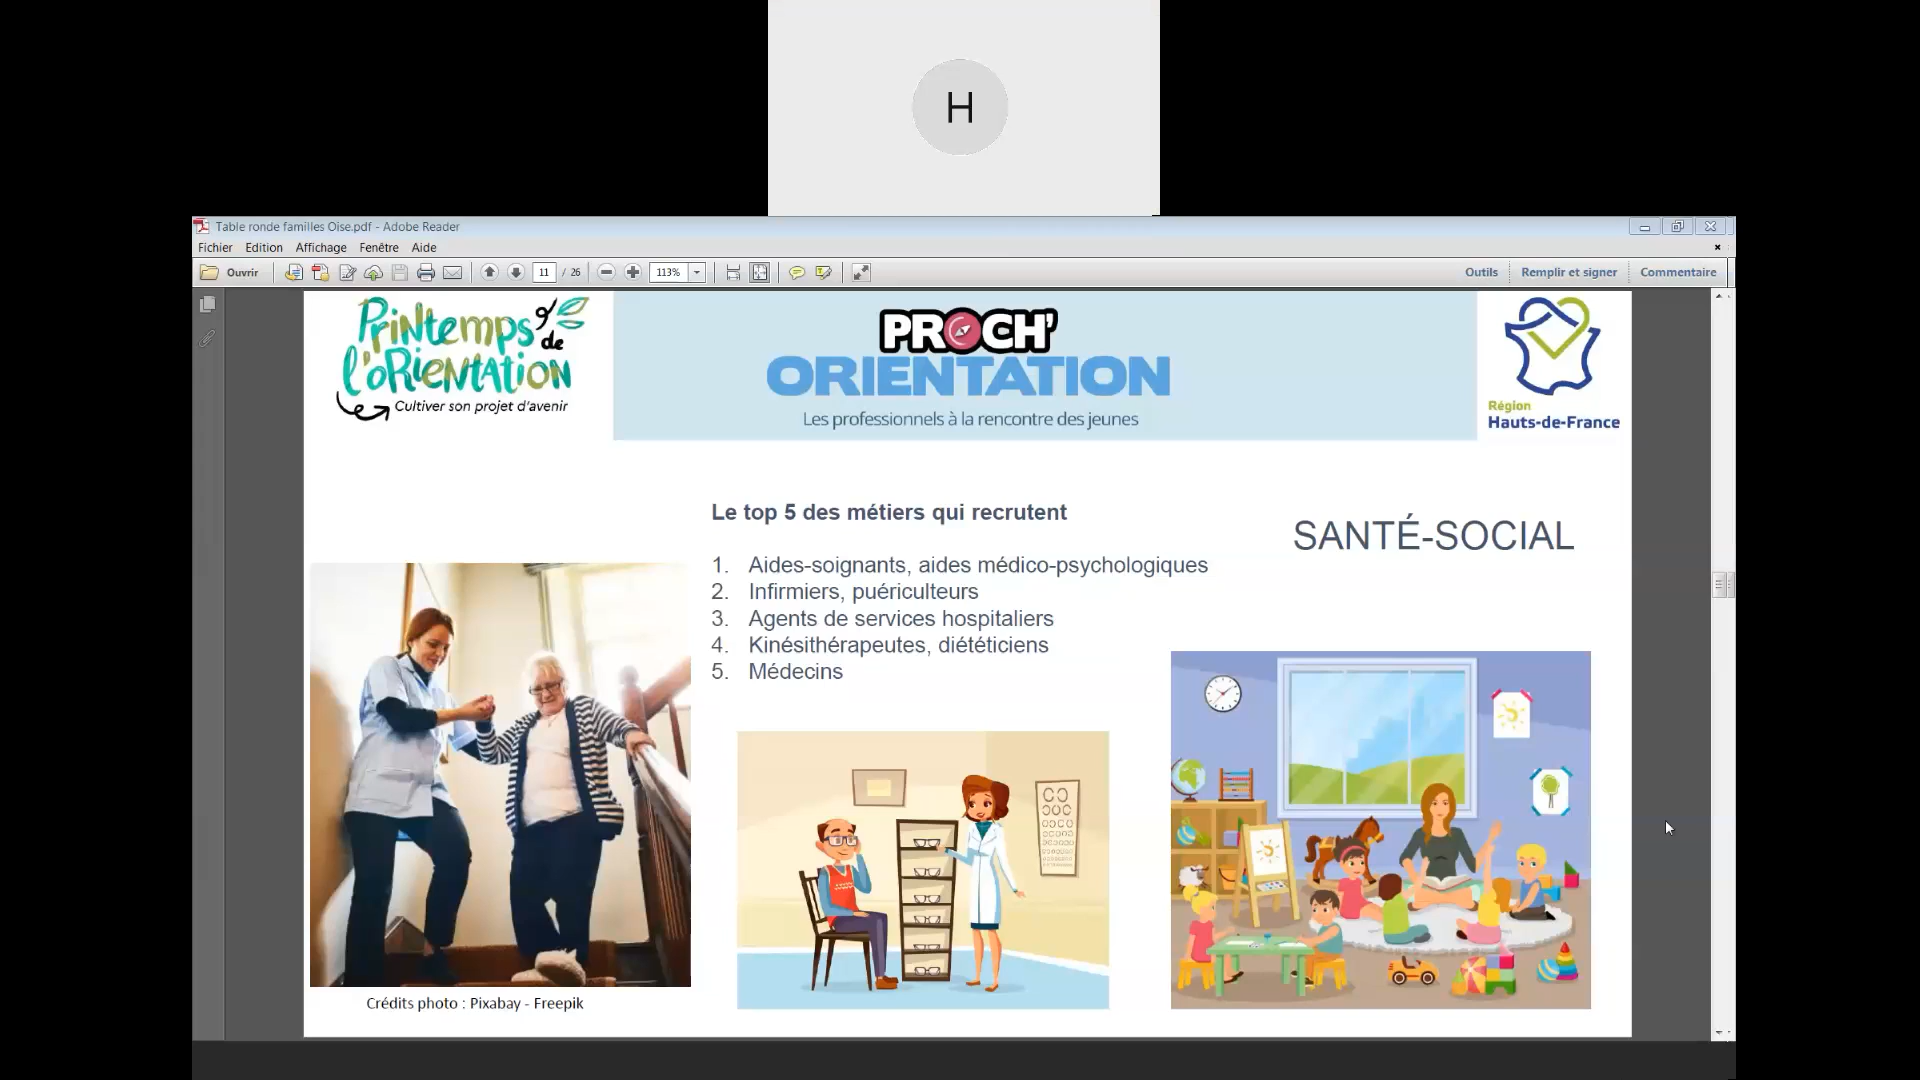 H
Table ronde familles Oise.pdf - Adobe Reader
Fichier Edition Affichage Fenêtre Aide
Ouvrir 11 / 26 113% Outils Remplir et signer Commentaire
Printemps de
l'orientation
Cultiver son projet d'avenir
PROCH'
ORIENTATION
Les professionnels à la rencontre des jeunes
Région
Hauts-de-France
Le top 5 des métiers qui recrutent
SANTÉ-SOCIAL
1. Aides-soignants, aides médico-psychologiques
2. Infirmiers, puériculteurs
3. Agents de services hospitaliers
4. Kinésithérapeutes, diététiciens
5. Médecins
Crédits photo : Pixabay - Freepik